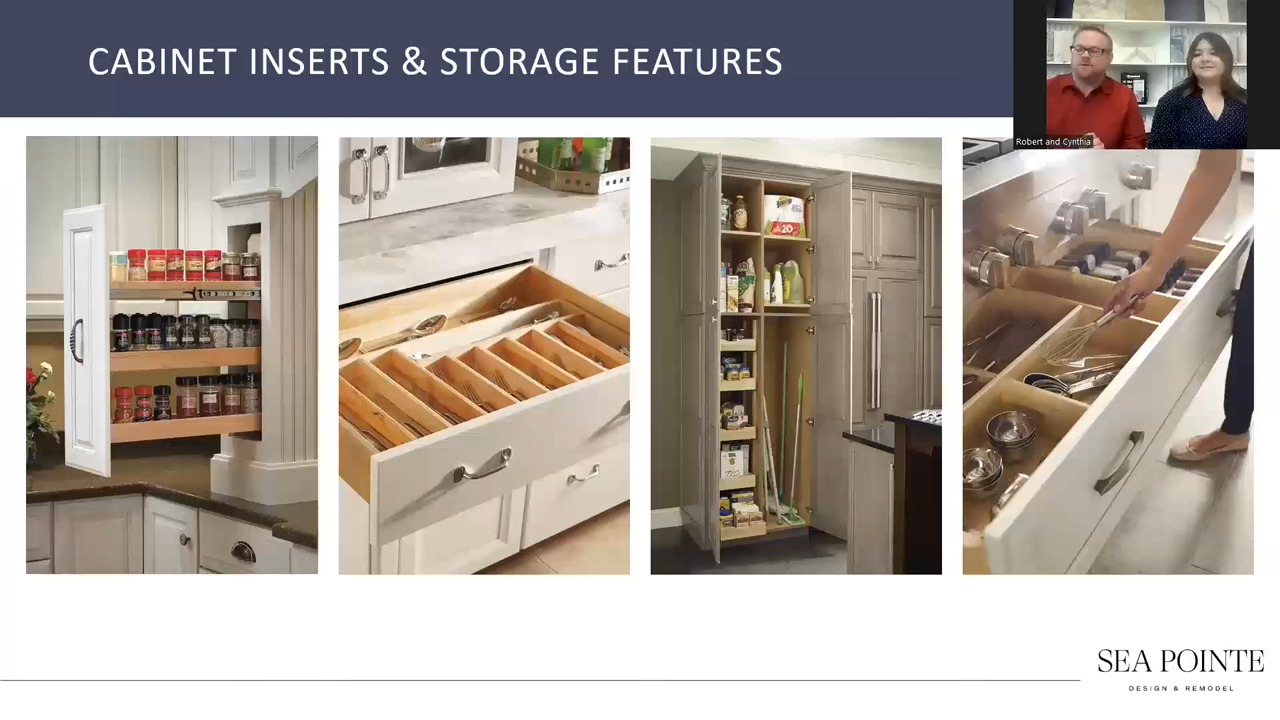 CABINET INSERTS & STORAGE FEATURES
Robert and Cynthia
SEA POINTE
DESIGN & REMODEL